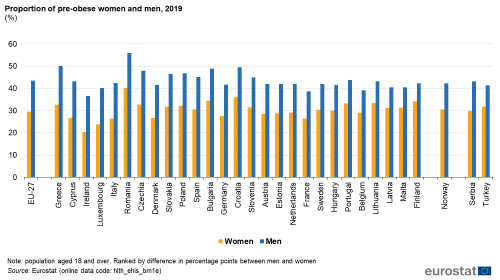 Proportion of pre-obese women and men, 2019
(%)
60
50
40
30
20
10
0
EU-27
Greece
Cyprus
Ireland
Luxembourg
Italy
Romania
Czechia
Denmark
Slovakia
Poland
Spain
Bulgaria
Germany
Croatia
Slovenia
Austria
Estonia
Netherlands
France
Sweden
Hungary
Portugal
Belgium
Lithuania
Latvia
Malta
Finland
Norway
Serbia
Turkey
Women Men
Note: population aged 18 and over. Ranked by difference in percentage points between men and women
Source: Eurostat (online data code: hlth_ehis_bm1e)
eurostat